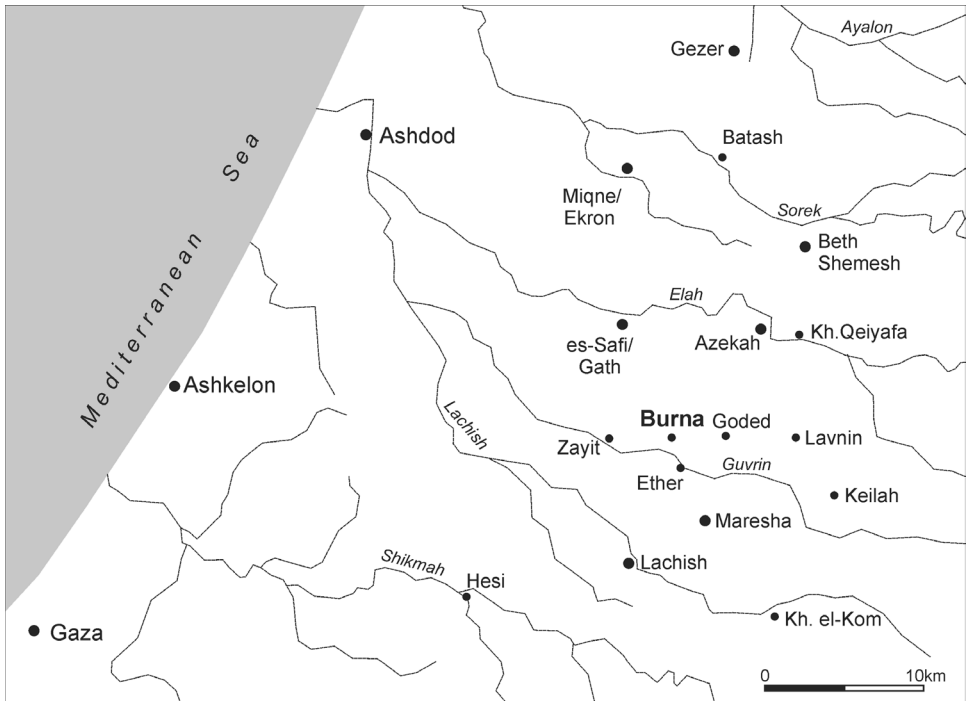 Ayalon
Gezer
Ashdod
Batash
Mediterranean Sea
Miqne/
Ekron
Sorek
Beth
Shemesh
Elah
es-Safi/
Gath
Azekah
Kh.Qeiyafa
Ashkelon
Lachish
Burna
Goded
Zayit
Lavnin
Ether
Guvrin
Keilah
Maresha
Shikmah
Hesi
Lachish
Kh. el-Kom
Gaza
0
10km